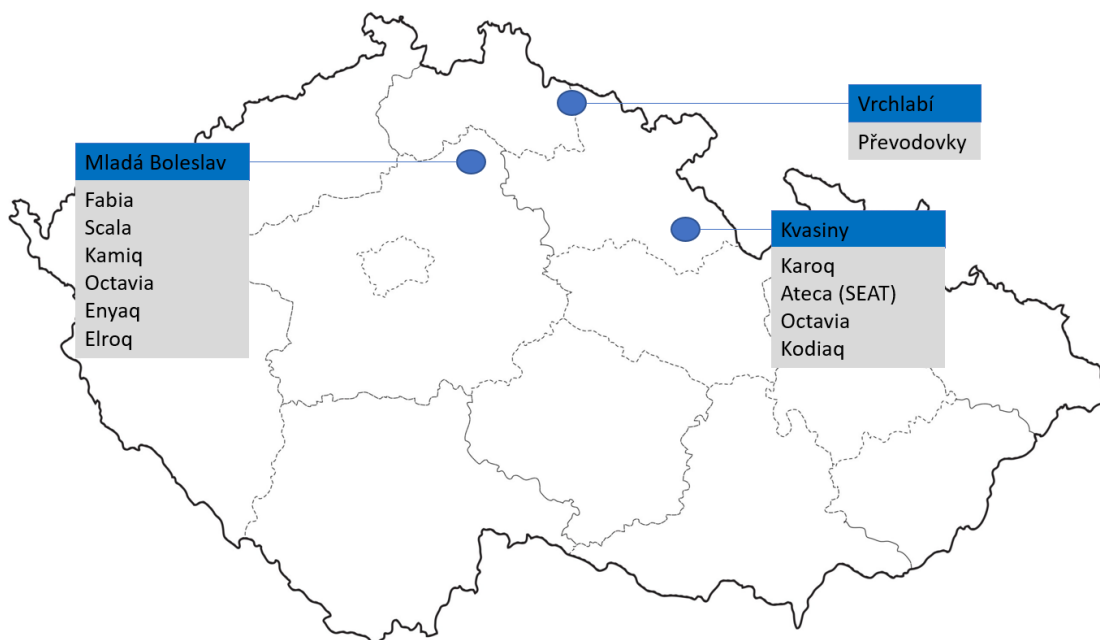 Vrchlabí
Převodovky
Mladá Boleslav
Fabia
Scala
Kamiq
Octavia
Enyaq
Elroq
Kvasiny
Karoq
Ateca (SEAT)
Octavia
Kodiaq